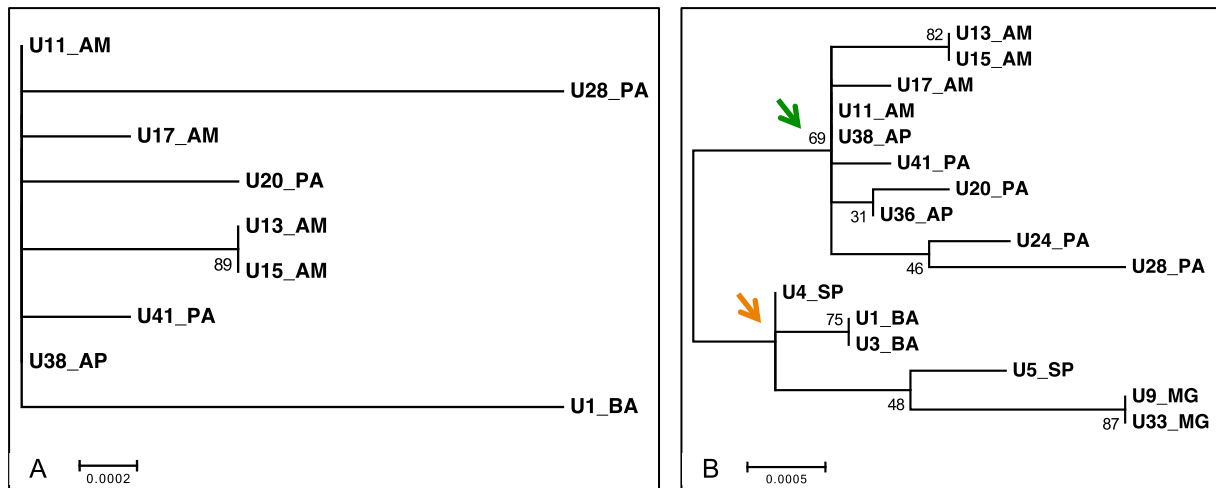 U11_AM
U28_PA
U17_AM
U20_PA
U13_AM
89
U15_AM
U41_PA
U38_AP
U1_BA
A
0.0002
82
U13_AM
U15_AM
U17_AM
U11_AM
69
U38_AP
U41_PA
U20_PA
31
U36_AP
U24_PA
46
U28_PA
U4_SP
75
U1_BA
U3_BA
U5_SP
48
U9_MG
87
U33_MG
B
0.0005